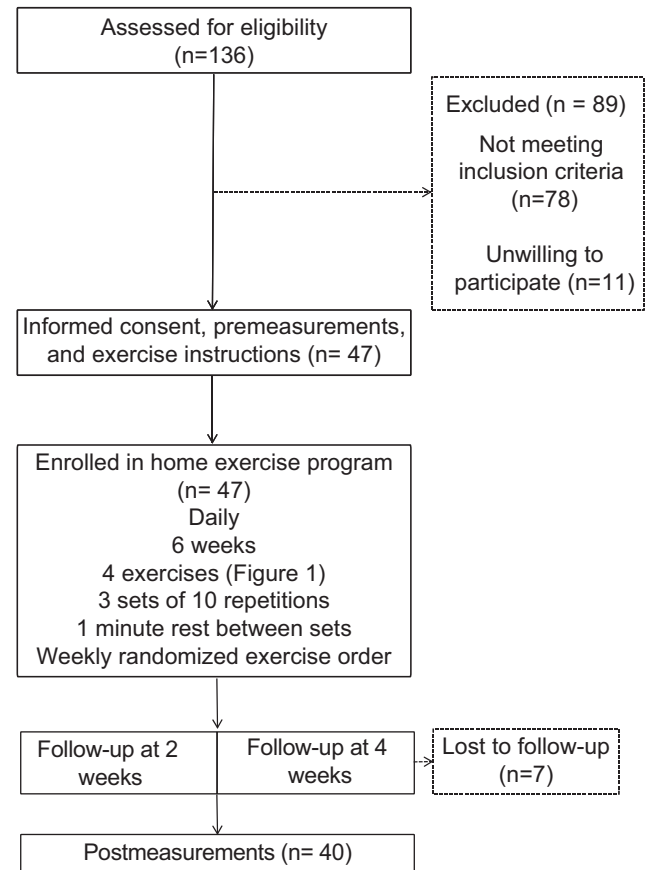 Assessed for eligibility
(n=136)
Excluded (n = 89)
Not meeting
inclusion criteria
(n=78)
Unwilling to
participate (n=11)
Informed consent, premeasurements,
and exercise instructions (n= 47)
Enrolled in home exercise program
(n= 47)
Daily
6 weeks
4 exercises (Figure 1)
3 sets of 10 repetitions
1 minute rest between sets
Weekly randomized exercise order
Follow-up at 2
weeks
Follow-up at 4
weeks
Lost to follow-up
(n=7)
Postmeasurements (n= 40)